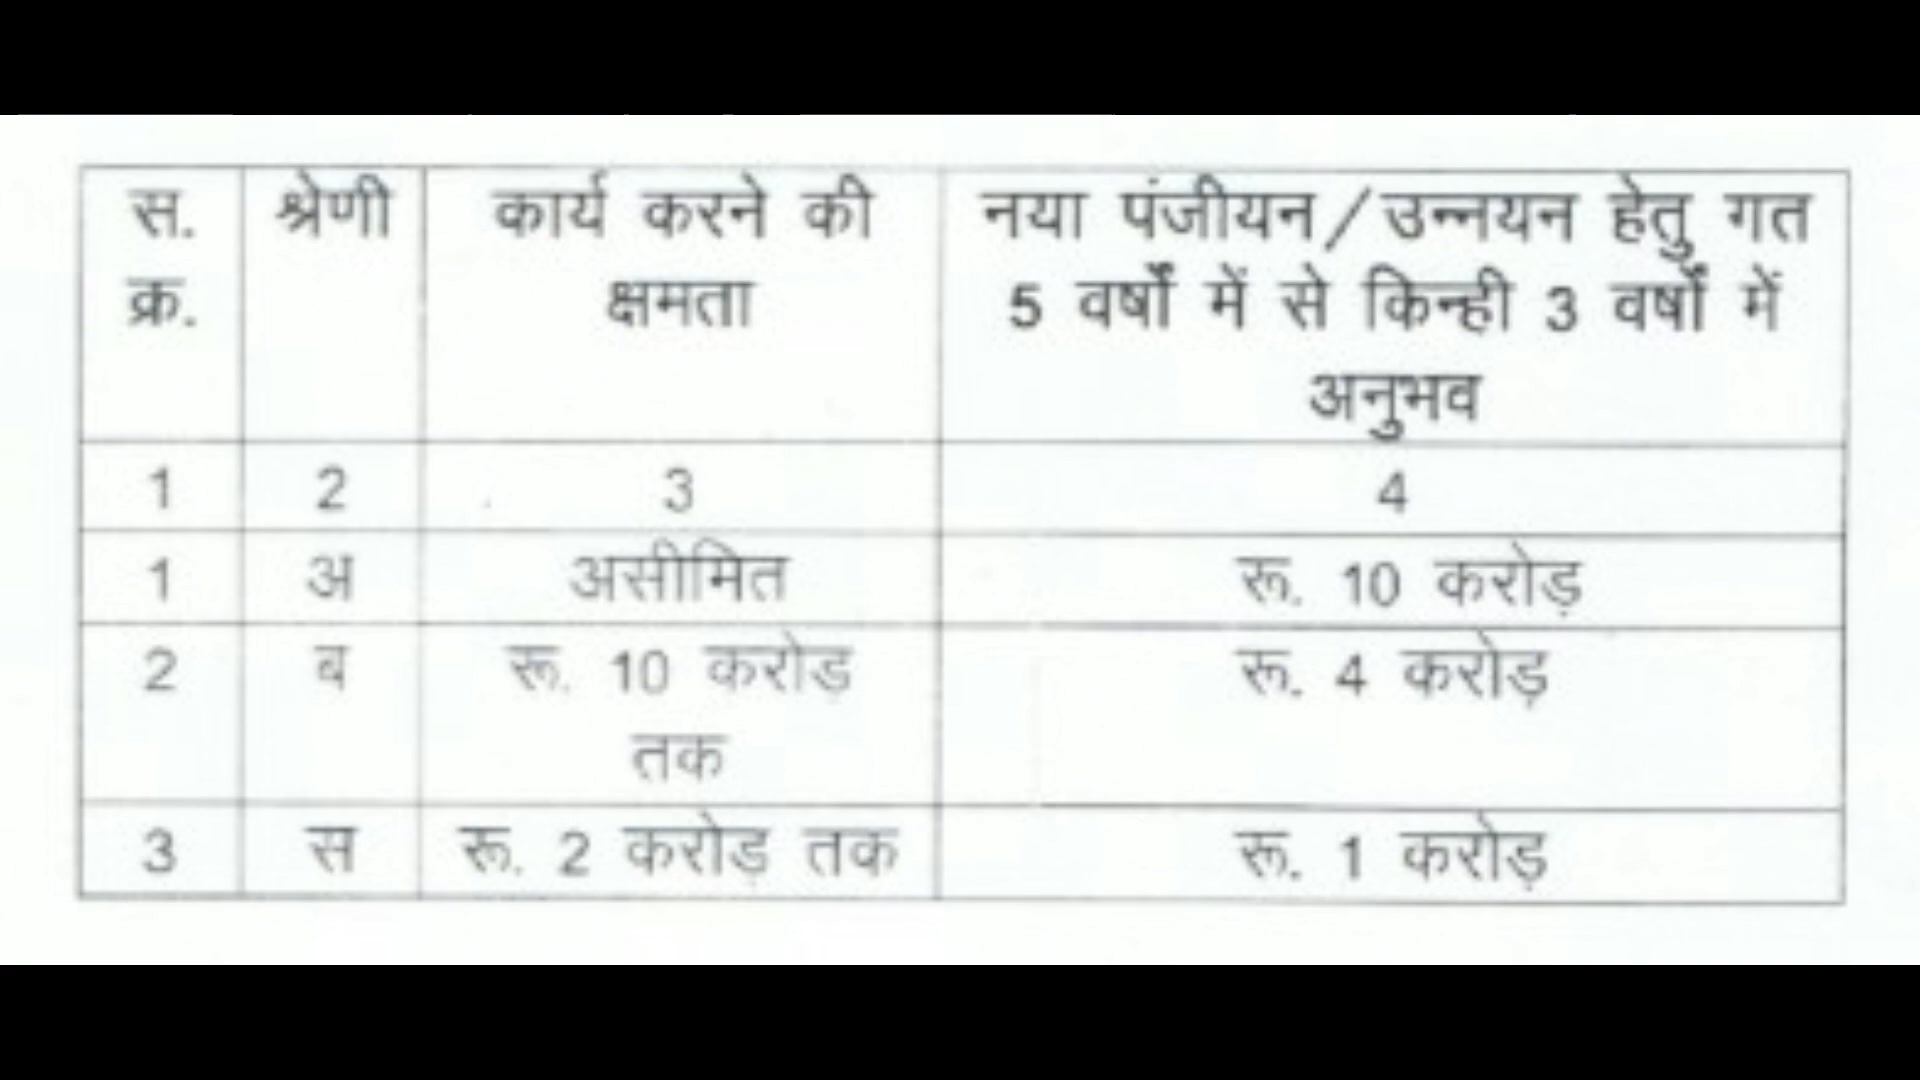 स. क्र. श्रेणी कार्य करने की क्षमता नया पंजीयन/उन्नयन हेतु गत 5 वर्षों में से किन्ही 3 वर्षों में अनुभव
1 2 3 4
1 अ असीमित रू. 10 करोड़
2 ब रू. 10 करोड़ तक रू. 4 करोड़
3 स रू. 2 करोड़ तक रू. 1 करोड़